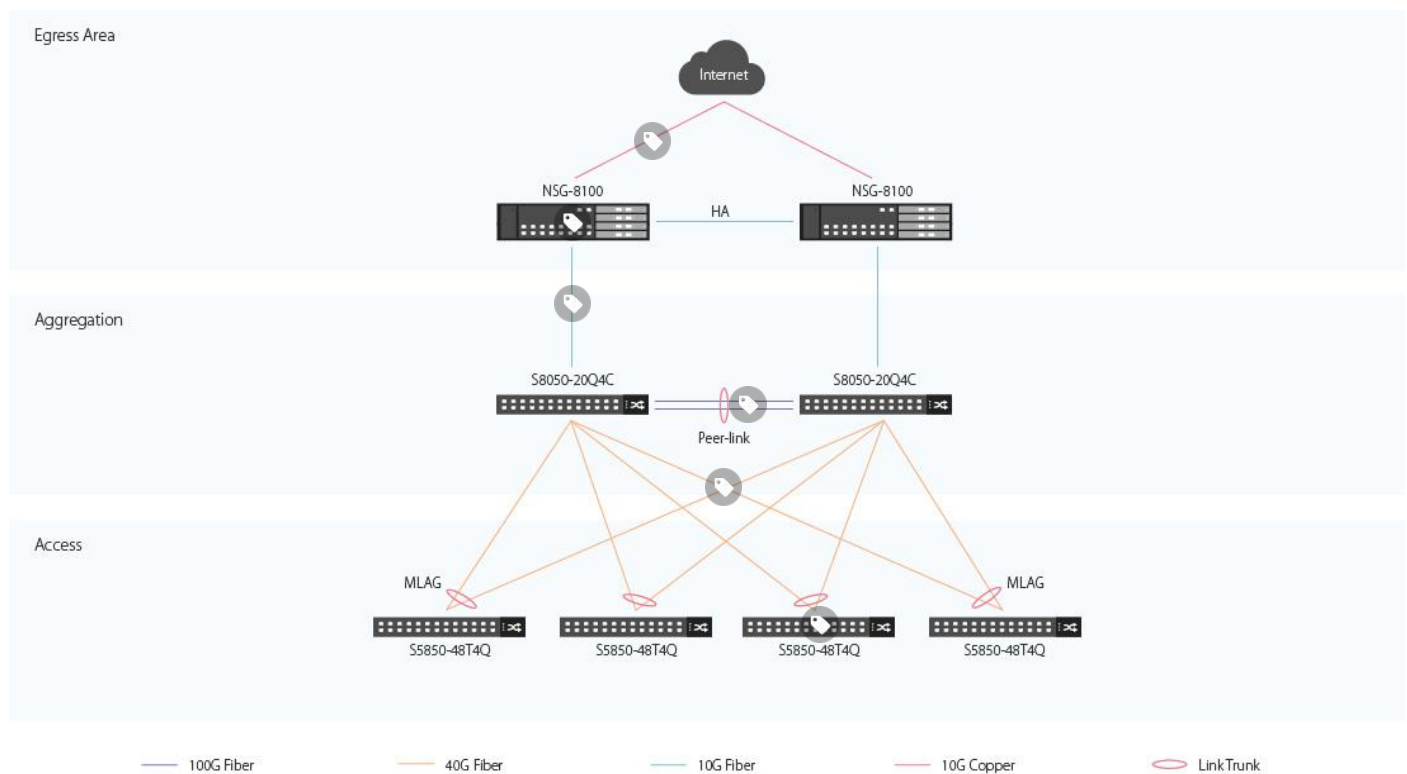 Egress Area
Internet
NSG-8100
NSG-8100
HA
Aggregation
S8050-20Q4C
S8050-20Q4C
Peer-link
Access
MLAG
MLAG
S5850-48T4Q
S5850-48T4Q
S5850-48T4Q
S5850-48T4Q
100G Fiber
40G Fiber
10G Fiber
10G Copper
Link Trunk